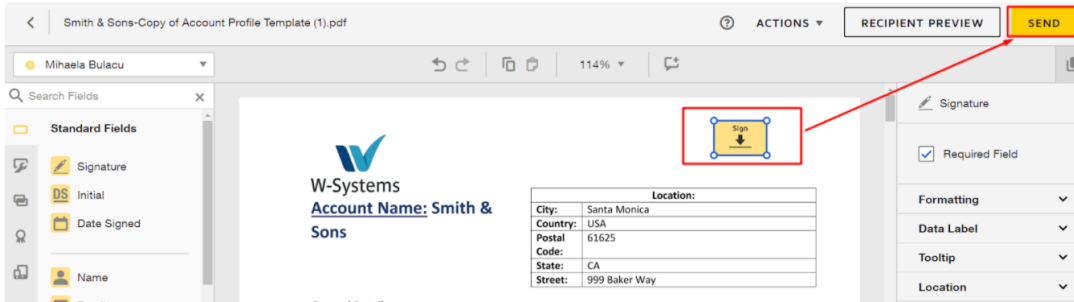 Smith & Sons-Copy of Account Profile Template (1).pdf
ACTIONS
RECIPIENT PREVIEW
SEND
Mihaela Bulacu
114%
Search Fields
Standard Fields
Signature
DS Initial
Date Signed
Name
Sign
W-Systems
Account Name: Smith &
Sons
Location:
City: Santa Monica
Country: USA
Postal 61625
Code:
State: CA
Street: 999 Baker Way
Signature
Required Field
Formatting
Data Label
Tooltip
Location